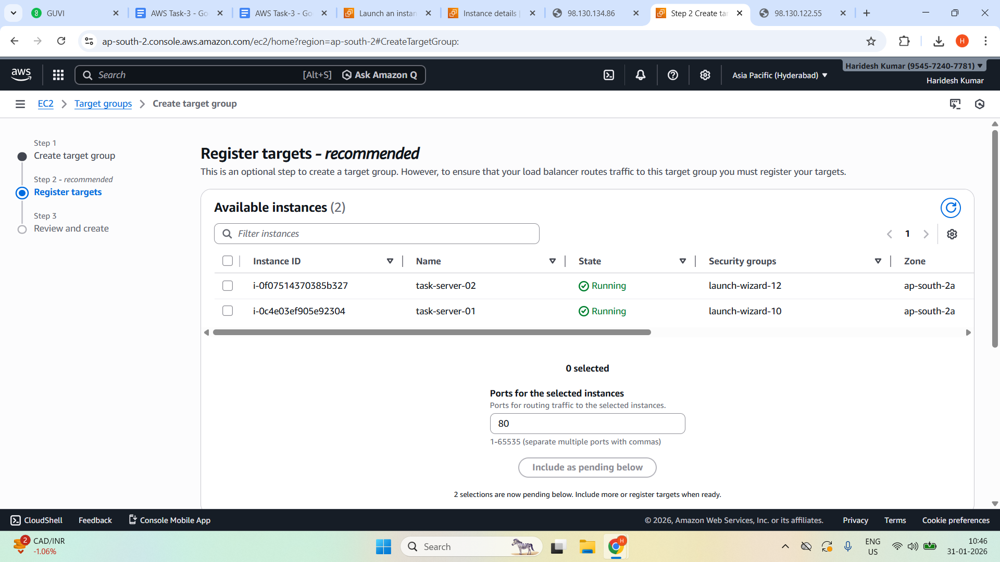 GUVI
AWS Task-3 - Go
AWS Task-3 - Go
Launch an instan
Instance details |
98.130.134.86
Step 2 Create tar
98.130.122.55
ap-south-2.console.aws.amazon.com/ec2/home?region=ap-south-2#CreateTargetGroup:
H
aws
Search
[Alt+S]
Ask Amazon Q
Asia Pacific (Hyderabad)
Haridesh Kumar (9545-7240-7781)
Haridesh Kumar
EC2
Target groups
Create target group
Step 1
Create target group
Step 2 - recommended
Register targets
Step 3
Review and create
Register targets - recommended
This is an optional step to create a target group. However, to ensure that your load balancer routes traffic to this target group you must register your targets.
Available instances (2)
Filter instances
1
Instance ID Name State Security groups Zone
i-0f07514370385b327 task-server-02 Running launch-wizard-12 ap-south-2a
i-0c4e03ef905e92304 task-server-01 Running launch-wizard-10 ap-south-2a
0 selected
Ports for the selected instances
Ports for routing traffic to the selected instances.
80
1-65535 (separate multiple ports with commas)
Include as pending below
2 selections are now pending below. Include more or register targets when ready.
CloudShell Feedback Console Mobile App © 2026, Amazon Web Services, Inc. or its affiliates. Privacy Terms Cookie preferences
2
CAD/INR
-1.06%
Search
H
ENG
US
10:46
31-01-2026